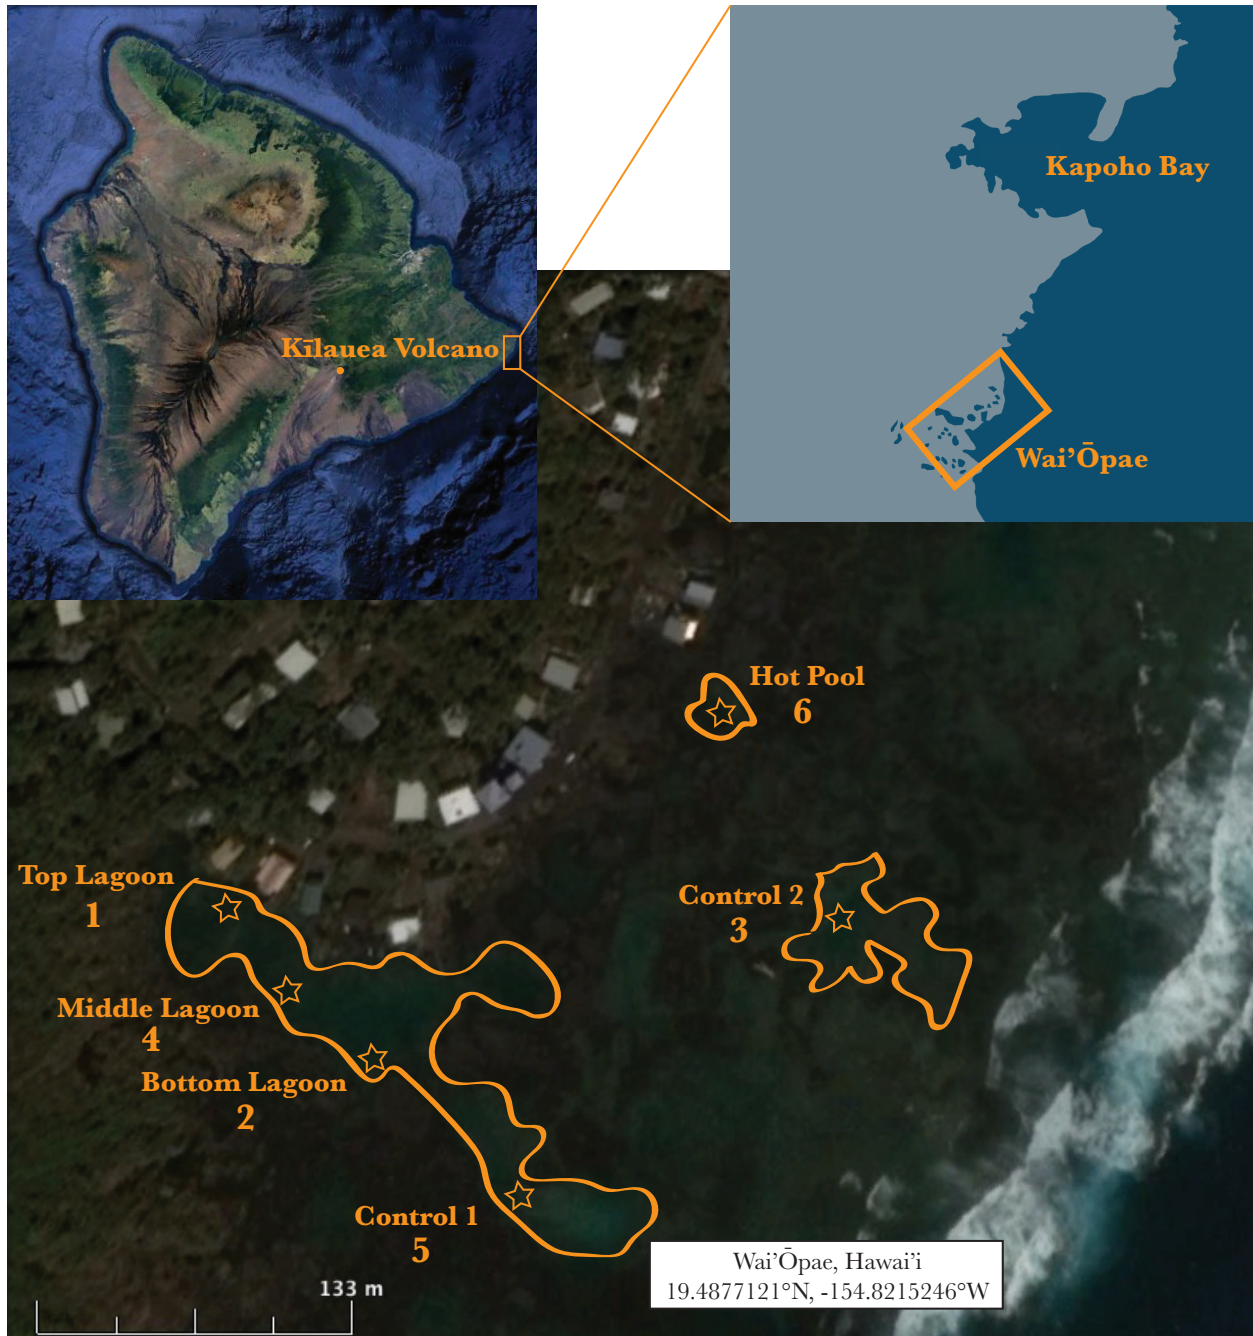 Kapoho Bay
Kīlauea Volcano
Wai’Ōpae
Hot Pool
6
Top Lagoon
1
Control 2
3
Middle Lagoon
4
Bottom Lagoon
2
Control 1
5
Wai’Ōpae, Hawai’i
19.4877121°N, -154.8215246°W
133 m